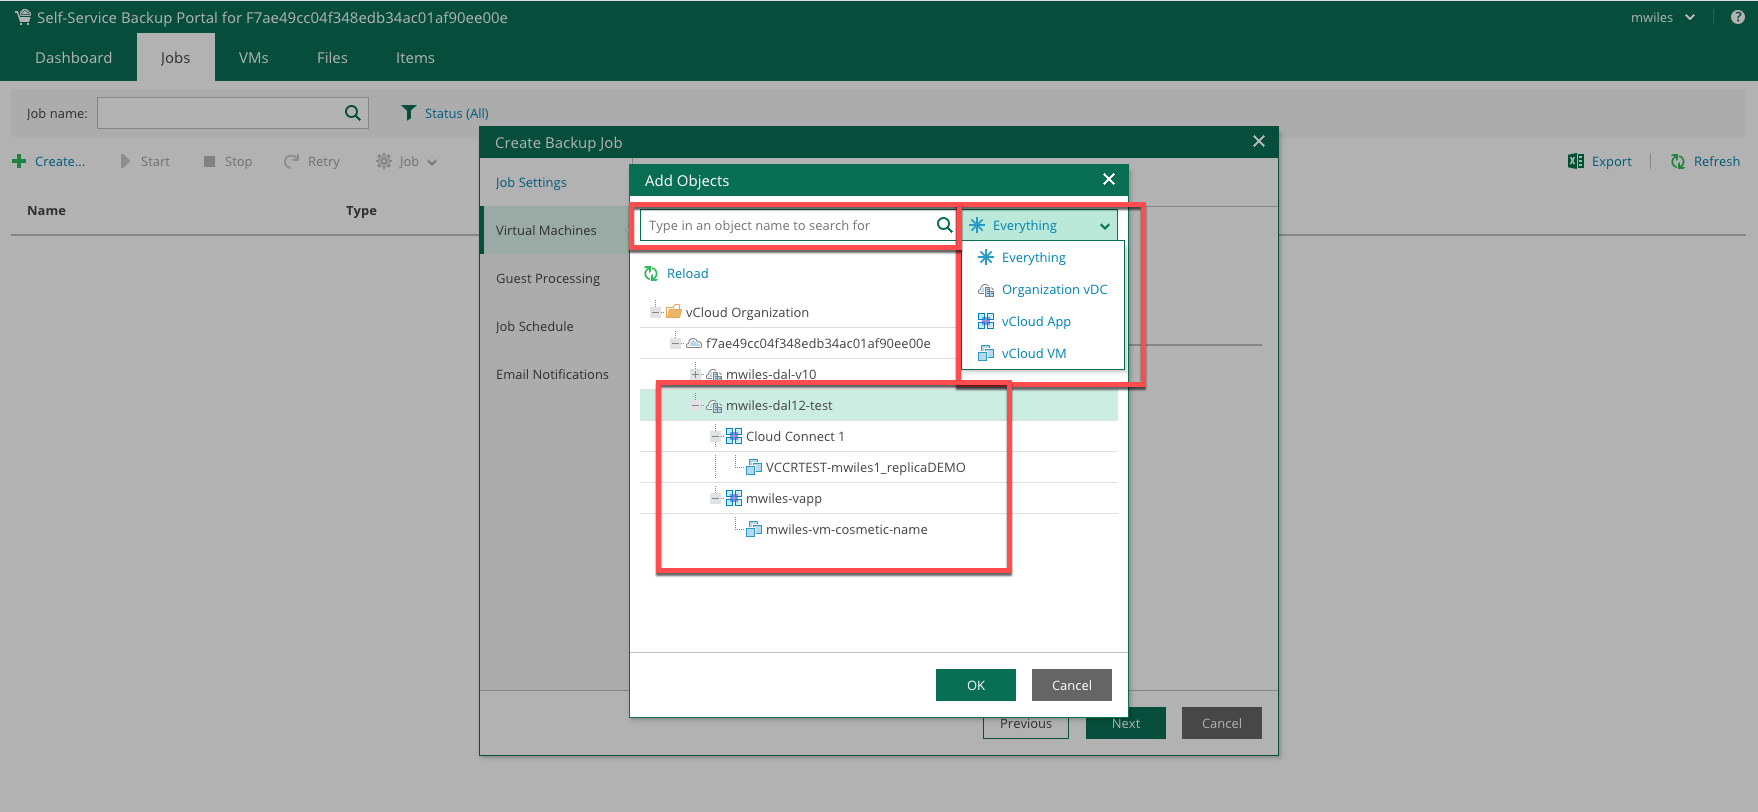 Self-Service Backup Portal for F7ae49cc04f348edb34ac01af90ee00e
mwiles
?
Dashboard Jobs VMs Files Items
Job name:
Status (All)
Create... Start Stop Retry Job
Export Refresh
Name Type
Create Backup Job
Job Settings
Virtual Machines
Guest Processing
Job Schedule
Email Notifications
Add Objects
Type in an object name to search for
Everything
Everything
Organization vDC
vCloud App
vCloud VM
Reload
vCloud Organization
f7ae49cc04f348edb34ac01af90ee00e
mwiles-dal-v10
mwiles-dal12-test
Cloud Connect 1
VCCRTEST-mwiles1_replicaDEMO
mwiles-vapp
mwiles-vm-cosmetic-name
OK Cancel
Previous Next Cancel